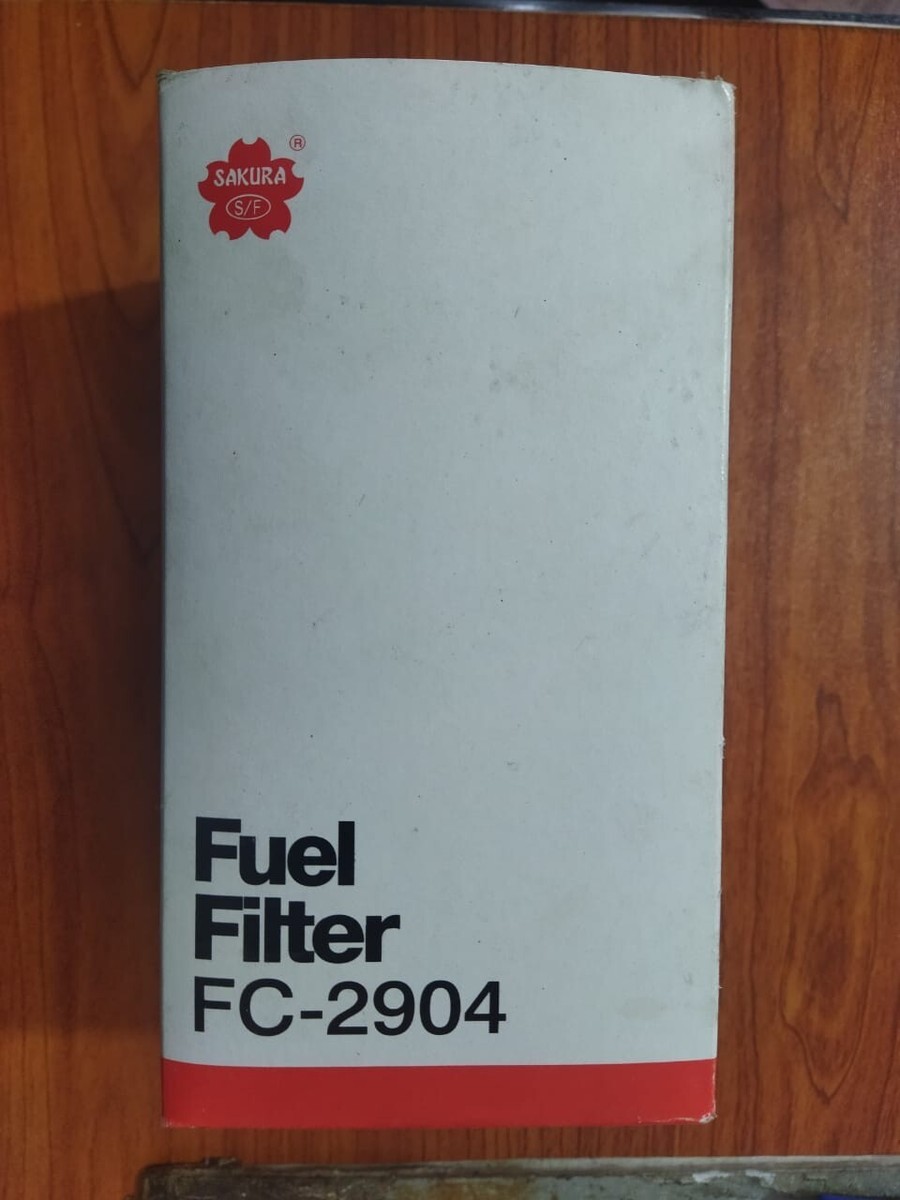 SAKURA ®
S/F
Fuel
Filter
FC-2904